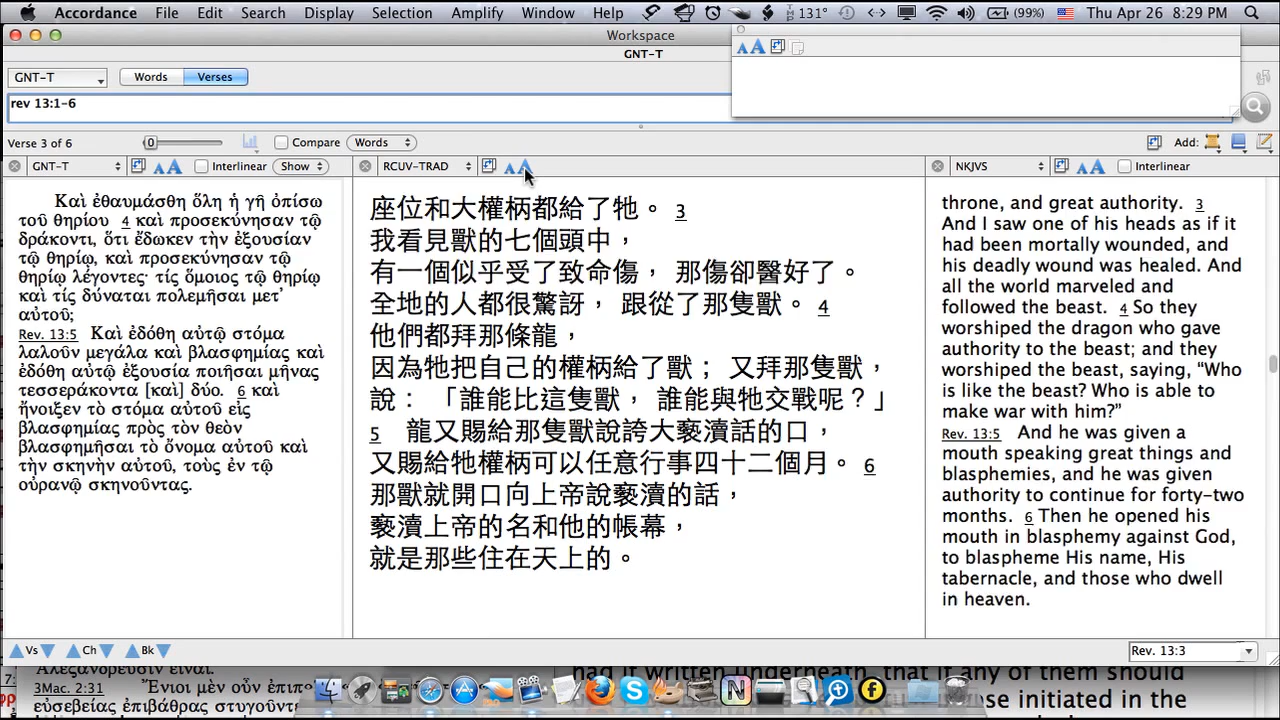 Accordance File Edit Search Display Selection Amplify Window Help 131° (99%) Thu Apr 26 8:29 PM
Workspace
GNT-T
GNT-T Words Verses
rev 13:1-6
Verse 3 of 6 0 Compare Words Add:
GNT-T Interlinear Show RCUV-TRAD NKJVS Interlinear
Καὶ ἐθαυμάσθη ὅλη ἡ γῆ ὀπίσω
τοῦ θηρίου 4 καὶ προσεκύνησαν τῷ
δράκοντι, ὅτι ἔδωκεν τὴν ἐξουσίαν
τῷ θηρίῳ, καὶ προσεκύνησαν τῷ
θηρίῳ λέγοντες· τίς ὅμοιος τῷ θηρίῳ
καὶ τίς δύναται πολεμῆσαι μετ’
αὐτοῦ;
Rev. 13:5 Καὶ ἐδόθη αὐτῷ στόμα
λαλοῦν μεγάλα καὶ βλασφημίας καὶ
ἐδόθη αὐτῷ ἐξουσία ποιῆσαι μῆνας
τεσσεράκοντα [καὶ] δύο. 6 καὶ
ἤνοιξεν τὸ στόμα αὐτοῦ εἰς
βλασφημίας πρὸς τὸν θεὸν
βλασφημῆσαι τὸ ὄνομα αὐτοῦ καὶ
τὴν σκηνὴν αὐτοῦ, τοὺς ἐν τῷ
οὐρανῷ σκηνοῦντας.
座位和大權柄都給了牠。 3
我看見獸的七個頭中，
有一個似乎受了致命傷， 那傷卻醫好了。
全地的人都很驚訝， 跟從了那隻獸。 4
他們都拜那條龍，
因為牠把自己的權柄給了獸； 又拜那隻獸，
說： 「誰能比這隻獸， 誰能與牠交戰呢？」
5 龍又賜給那隻獸說誇大褻瀆話的口，
又賜給牠權柄可以任意行事四十二個月。 6
那獸就開口向上帝說褻瀆的話，
褻瀆上帝的名和他的帳幕，
就是那些住在天上的。
throne, and great authority. 3
And I saw one of his heads as if it
had been mortally wounded, and
his deadly wound was healed. And
all the world marveled and
followed the beast. 4 So they
worshiped the dragon who gave
authority to the beast; and they
worshiped the beast, saying, “Who
is like the beast? Who is able to
make war with him?”
Rev. 13:5 And he was given a
mouth speaking great things and
blasphemies, and he was given
authority to continue for forty-two
months. 6 Then he opened his
mouth in blasphemy against God,
to blaspheme His name, His
tabernacle, and those who dwell
in heaven.
Vs Ch Bk Rev. 13:3
Ἀλεξανδρεῦσιν εἶναι.
3Mac. 2:31 Ἔνιοι μὲν οὖν
had it written underneath, that if any of them should
initiated in the